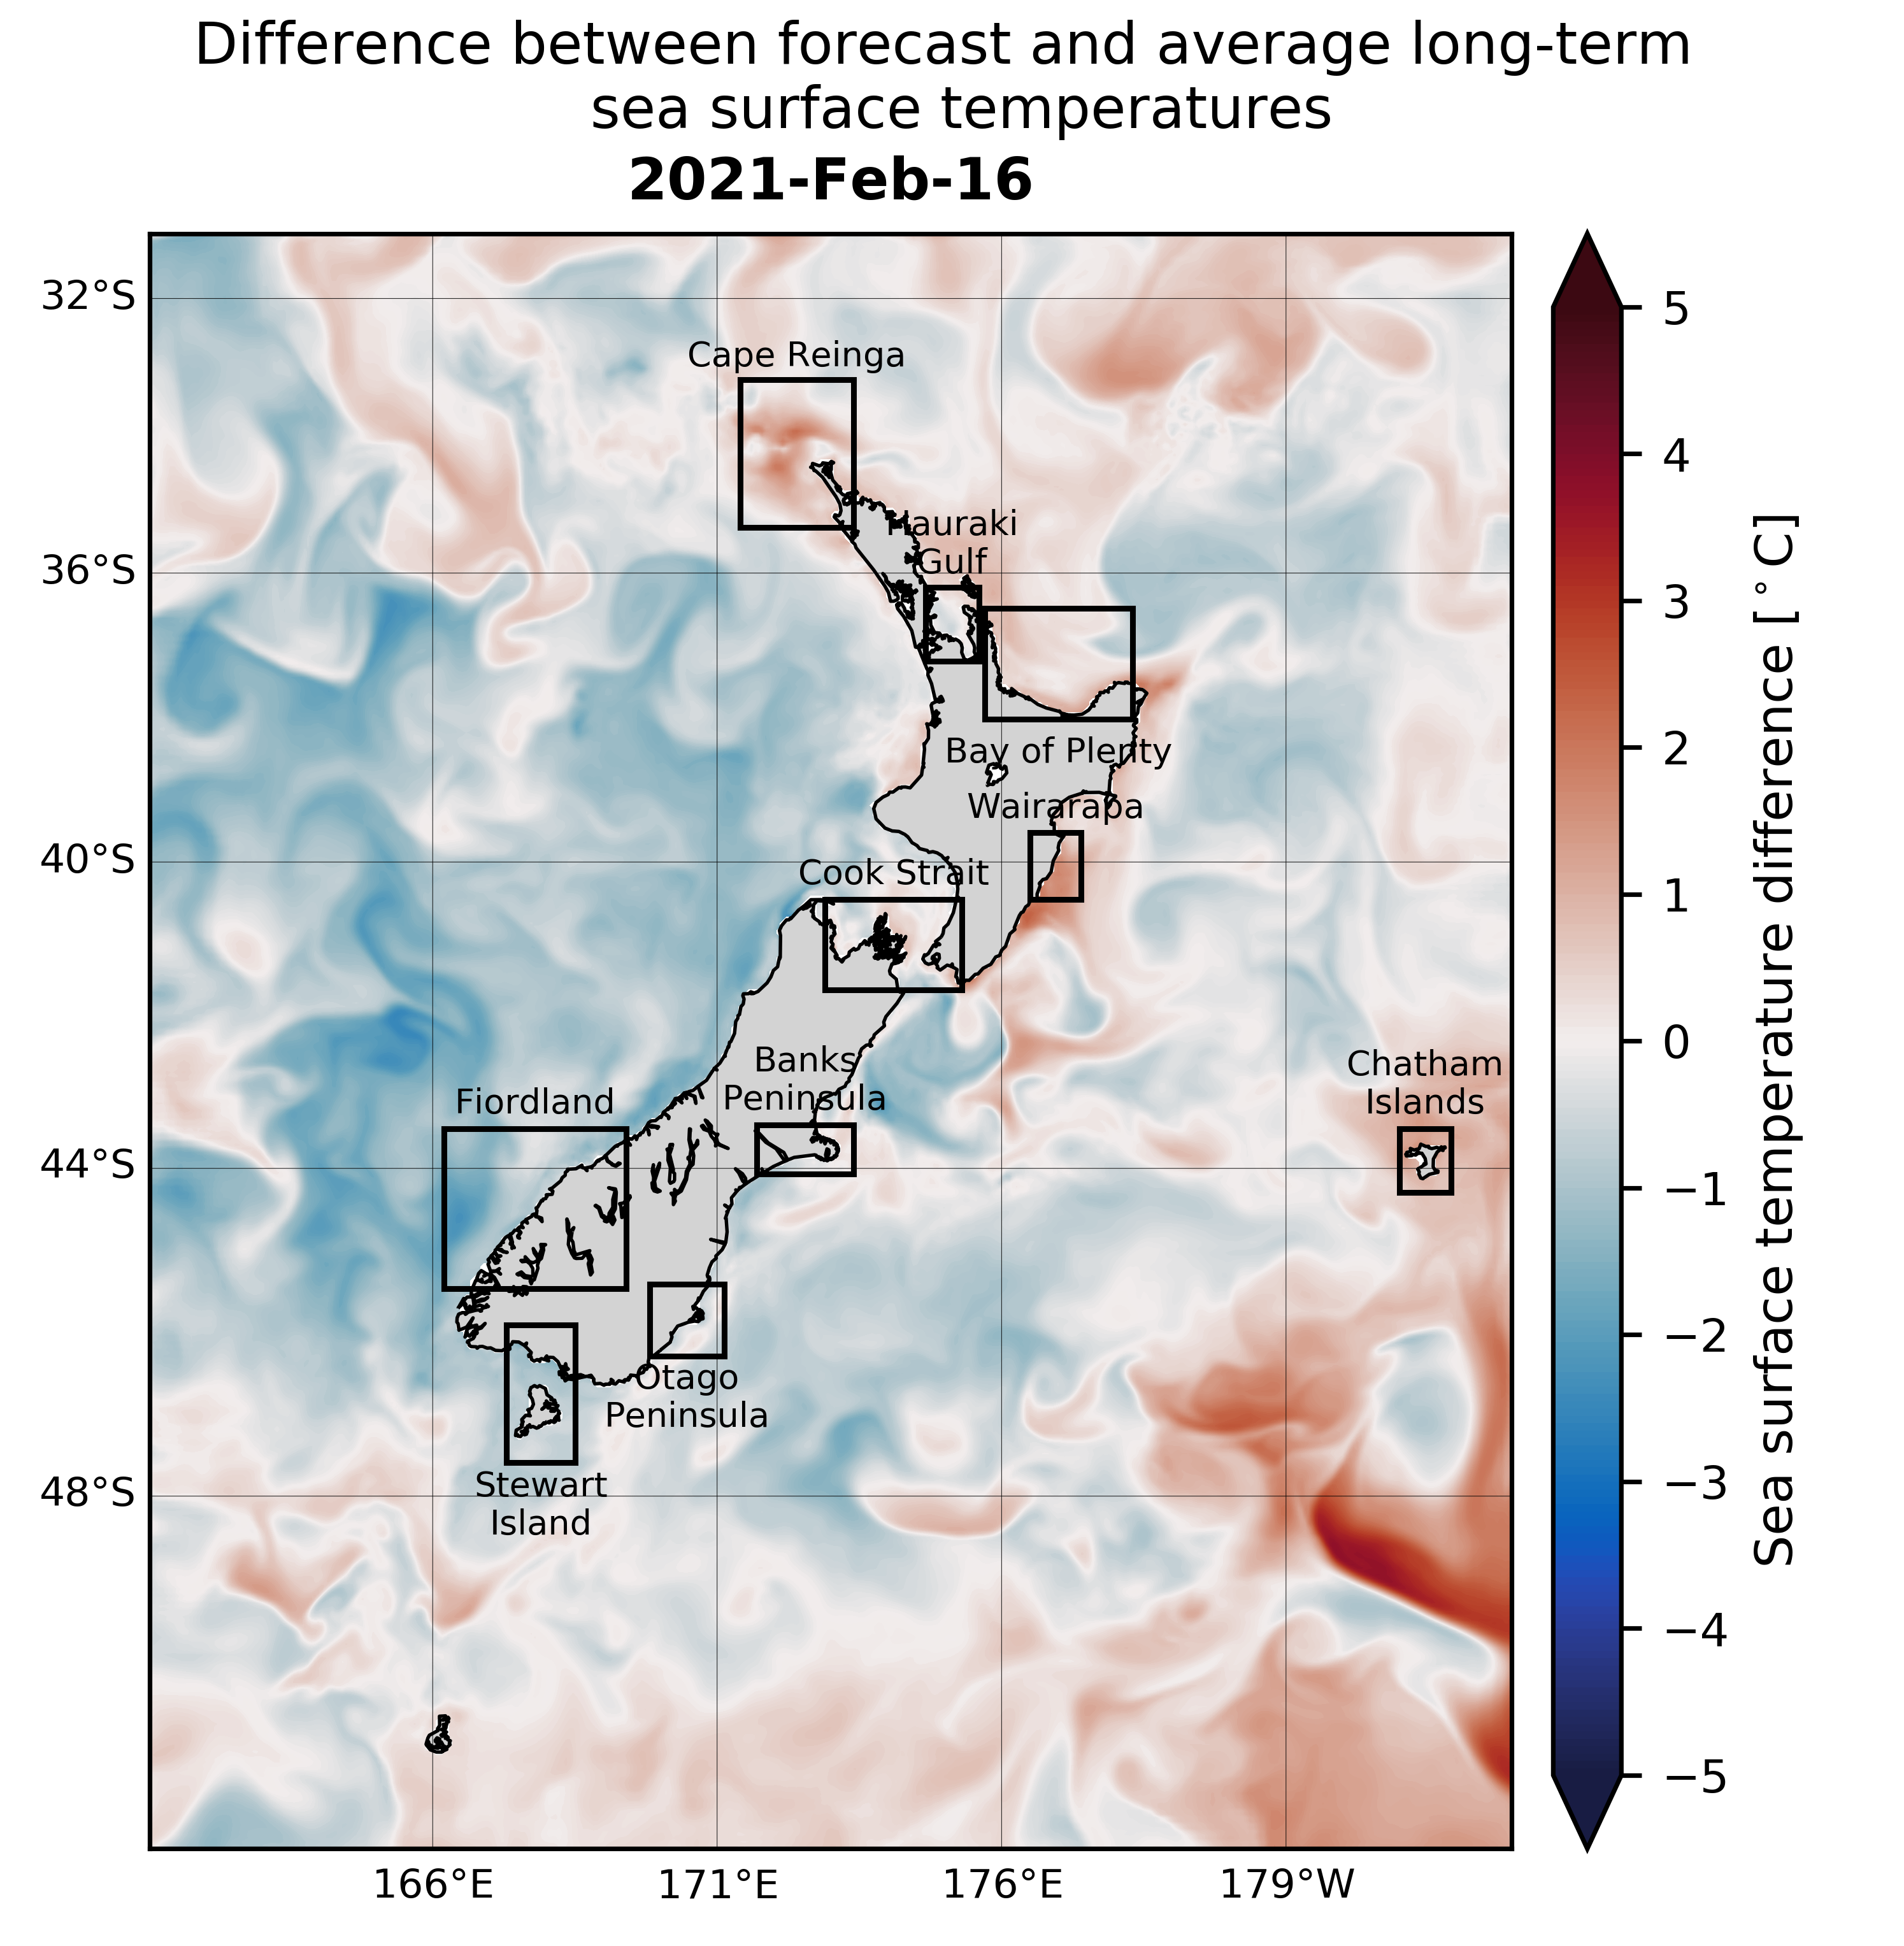 Difference between forecast and average long-term
sea surface temperatures
2021-Feb-16
32°S
36°S
40°S
44°S
48°S
166°E
171°E
176°E
179°W
Cape Reinga
Hauraki
Gulf
Bay of Plenty
Wairarapa
Cook Strait
Banks
Peninsula
Fiordland
Chatham
Islands
Otago
Peninsula
Stewart
Island
5
4
3
2
1
0
−1
−2
−3
−4
−5
Sea surface temperature difference [°C]